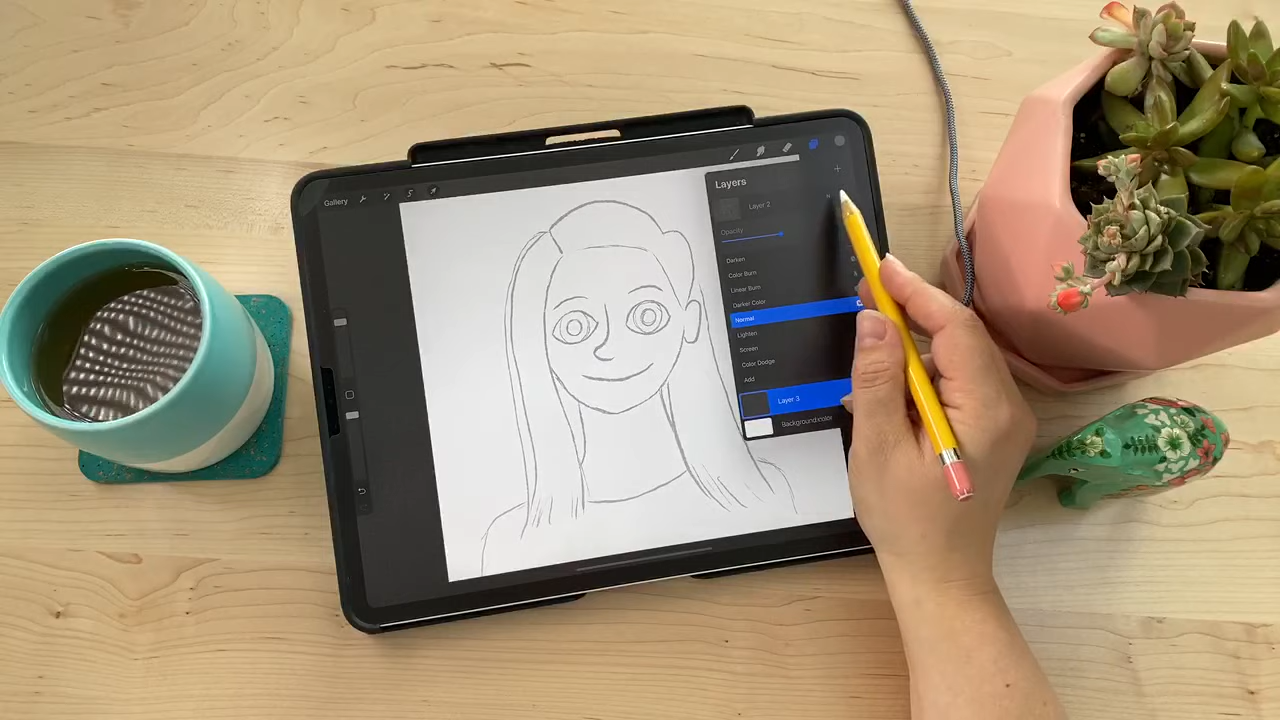 Gallery
Layers
Layer 2
Opacity
Darken
Color Burn
Linear Burn
Darker Color
Normal
Lighten
Screen
Color Dodge
Add
Layer 3
Background color